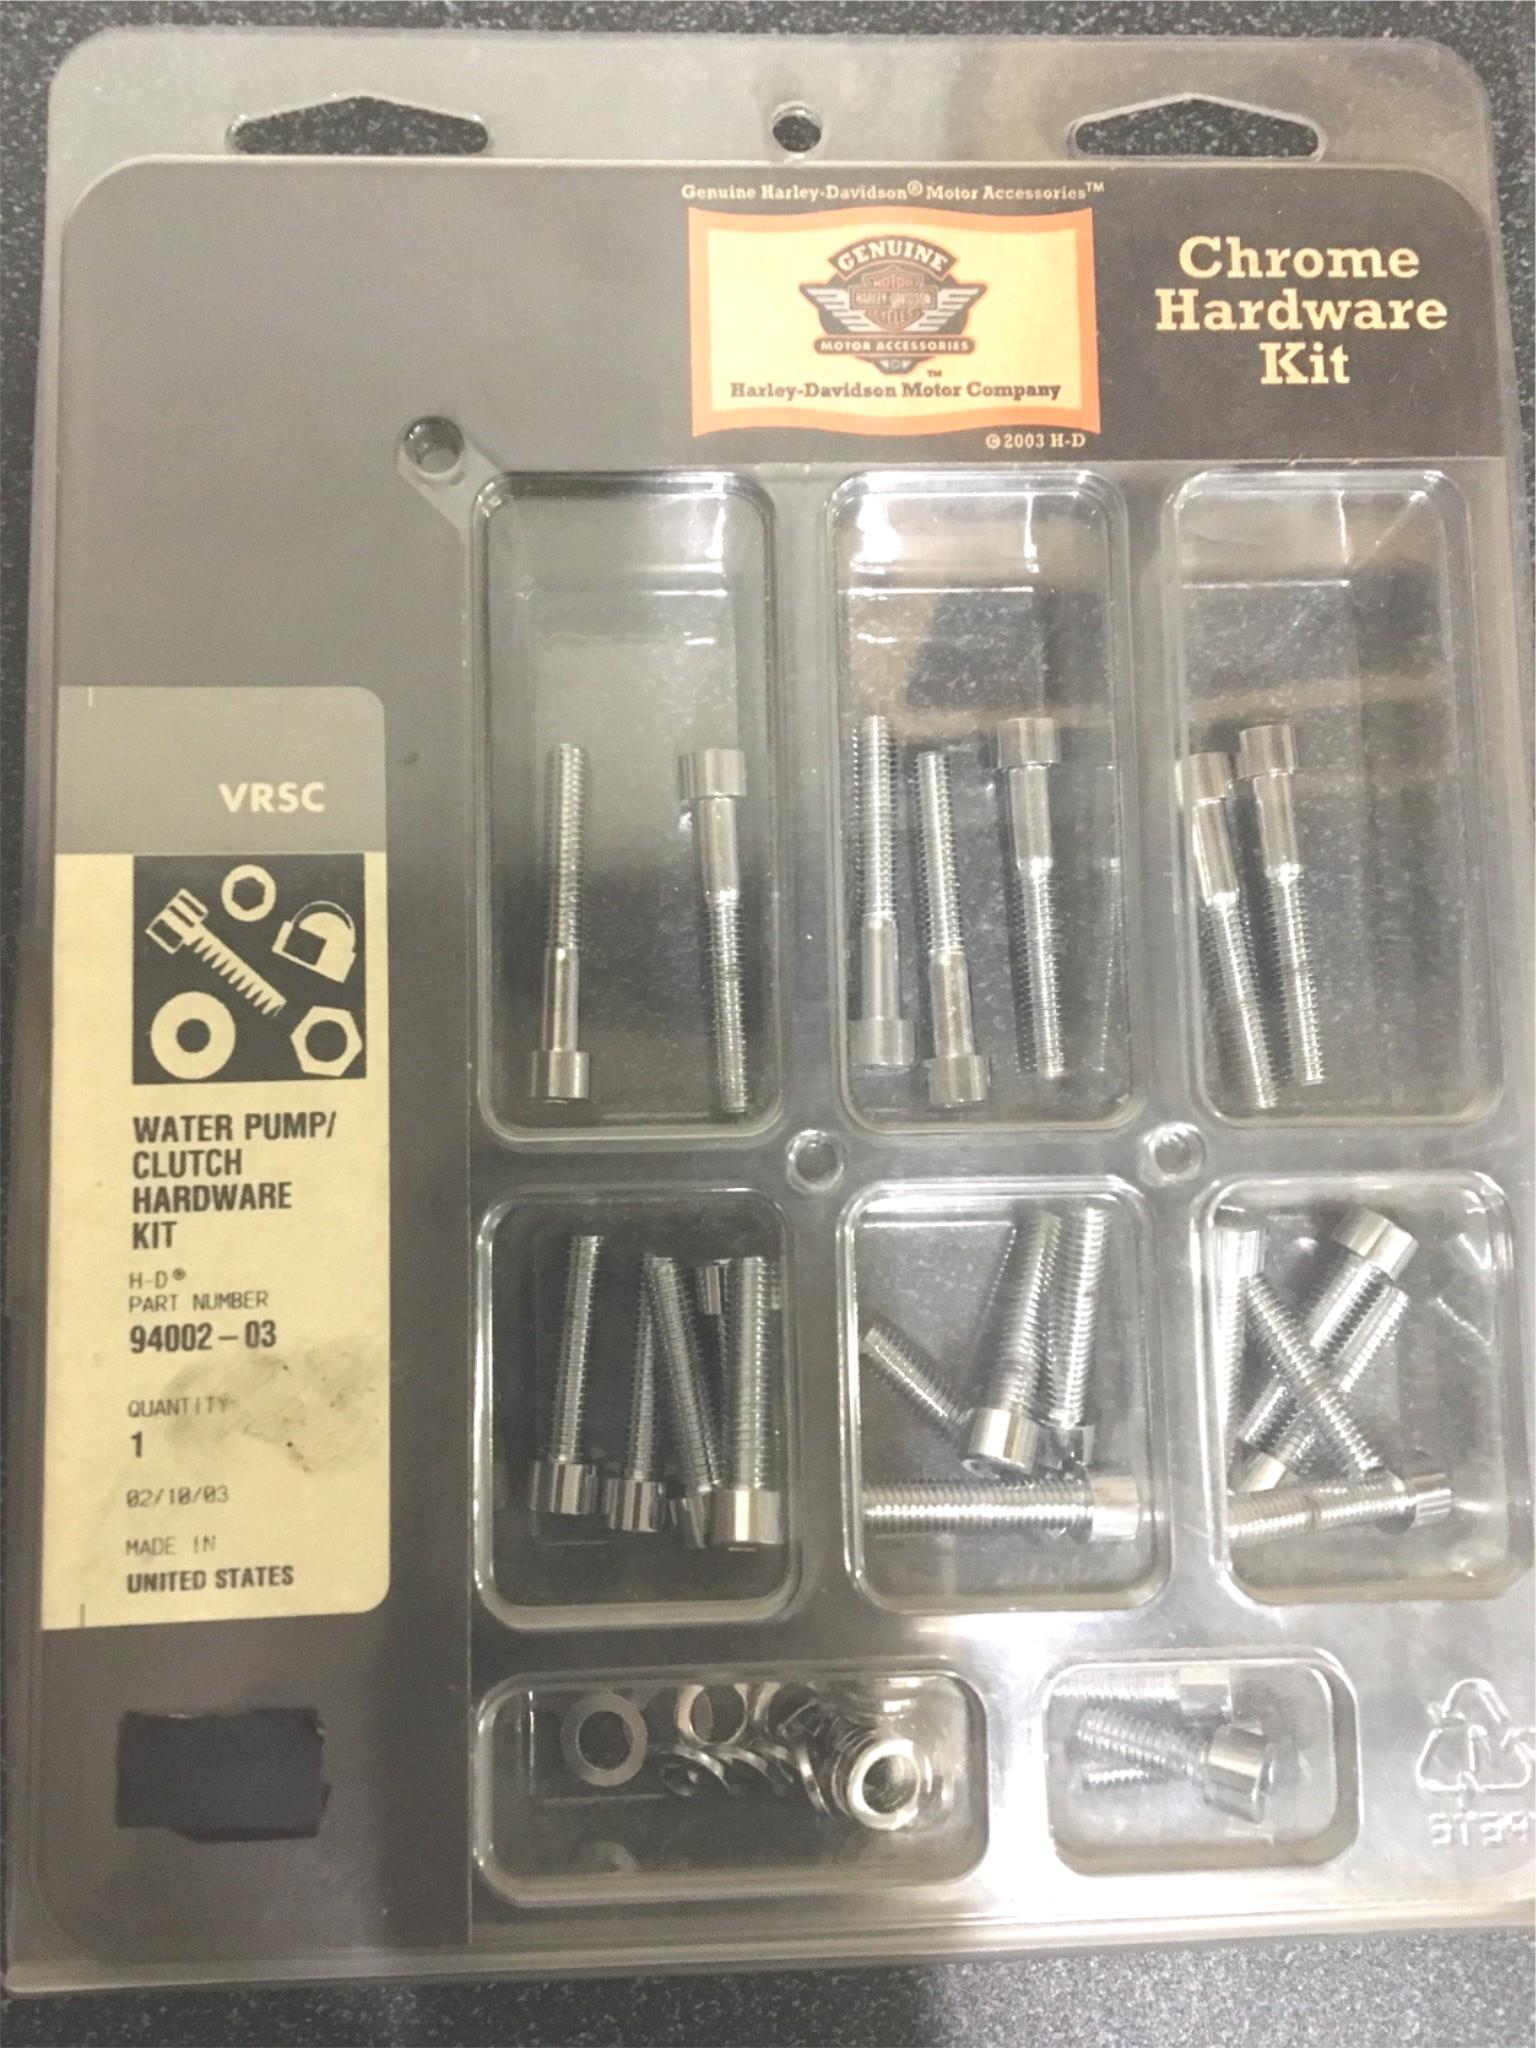 Genuine Harley-Davidson® Motor Accessories™
GENUINE
MOTOR
HARLEY-DAVIDSON
CYCLES
MOTOR ACCESSORIES
™
Harley-Davidson Motor Company
©2003 H-D
Chrome
Hardware
Kit
VRSC
WATER PUMP/
CLUTCH
HARDWARE
KIT
H-D®
PART NUMBER
94002-03
QUANTITY
1
02/10/03
MADE IN
UNITED STATES